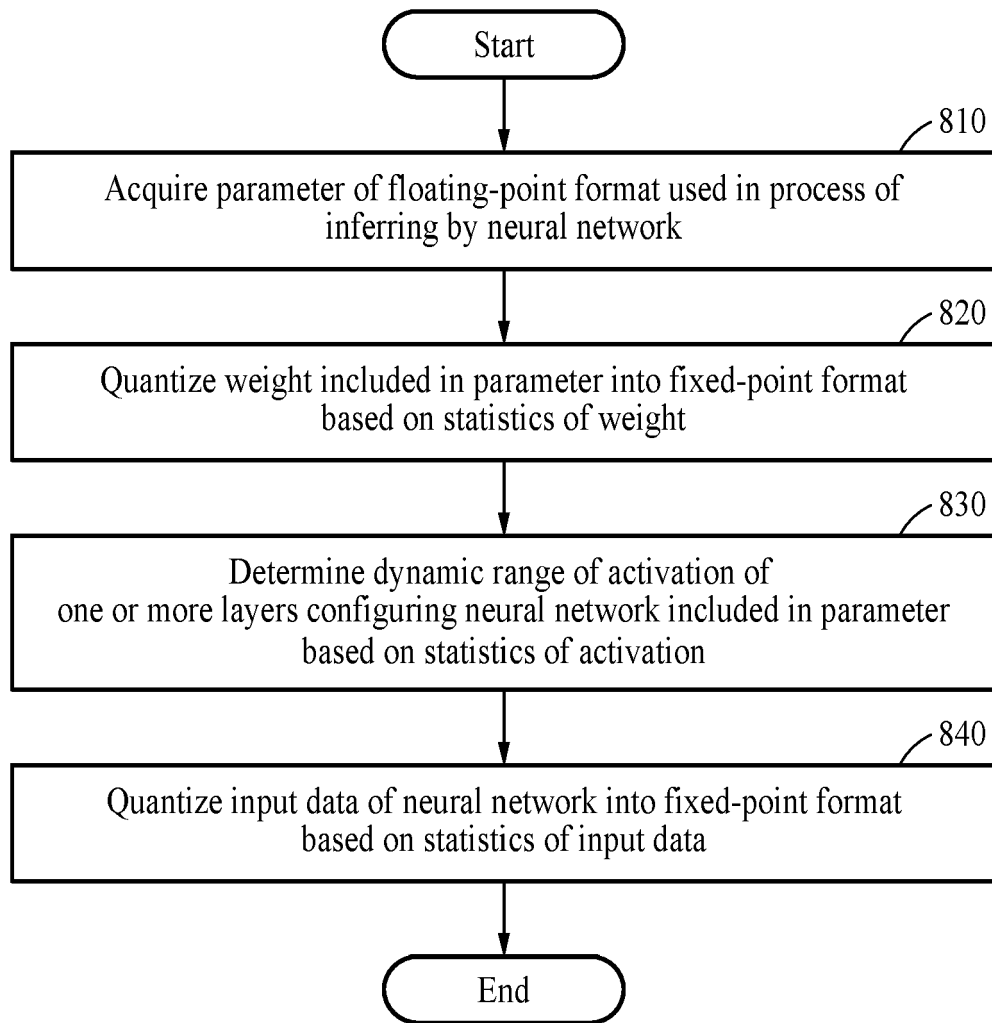 Start
810
Acquire parameter of floating-point format used in process of
inferring by neural network
820
Quantize weight included in parameter into fixed-point format
based on statistics of weight
830
Determine dynamic range of activation of
one or more layers configuring neural network included in parameter
based on statistics of activation
840
Quantize input data of neural network into fixed-point format
based on statistics of input data
End